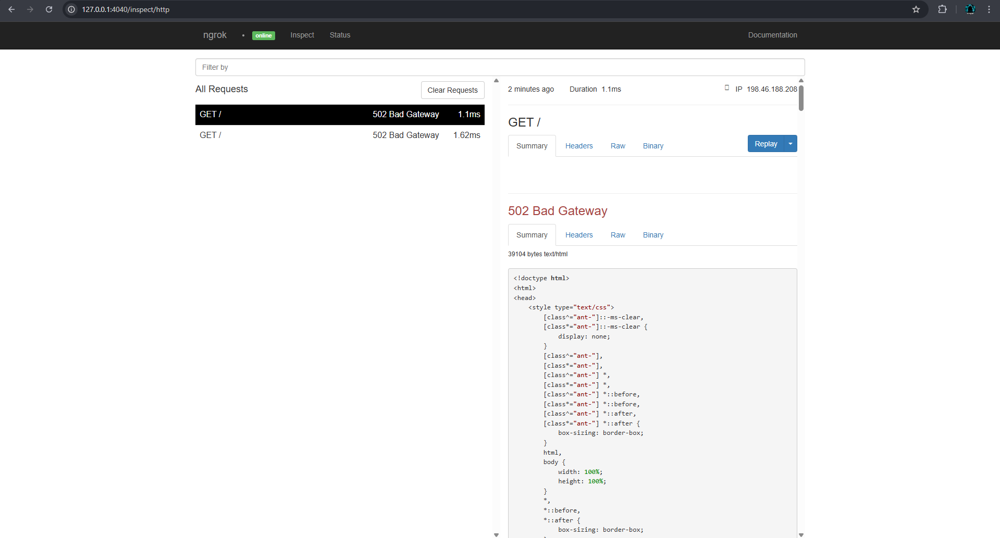 127.0.0.1:4040/inspect/http
ngrok • online Inspect Status Documentation
Filter by
All Requests Clear Requests
GET / 502 Bad Gateway 1.1ms
GET / 502 Bad Gateway 1.62ms
2 minutes ago Duration 1.1ms IP 198.46.188.208
GET /
Summary Headers Raw Binary Replay
502 Bad Gateway
Summary Headers Raw Binary
39104 bytes text/html
<!doctype html>
<html>
<head>
    <style type="text/css">
        [class^="ant-"]::-ms-clear,
        [class*="ant-"]::-ms-clear {
            display: none;
        }
        [class^="ant-"],
        [class*="ant-"],
        [class^="ant-"] *,
        [class*="ant-"] *,
        [class^="ant-"] *::before,
        [class*="ant-"] *::before,
        [class^="ant-"] *::after,
        [class*="ant-"] *::after {
            box-sizing: border-box;
        }
        html,
        body {
            width: 100%;
            height: 100%;
        }
        *,
        *::before,
        *::after {
            box-sizing: border-box;